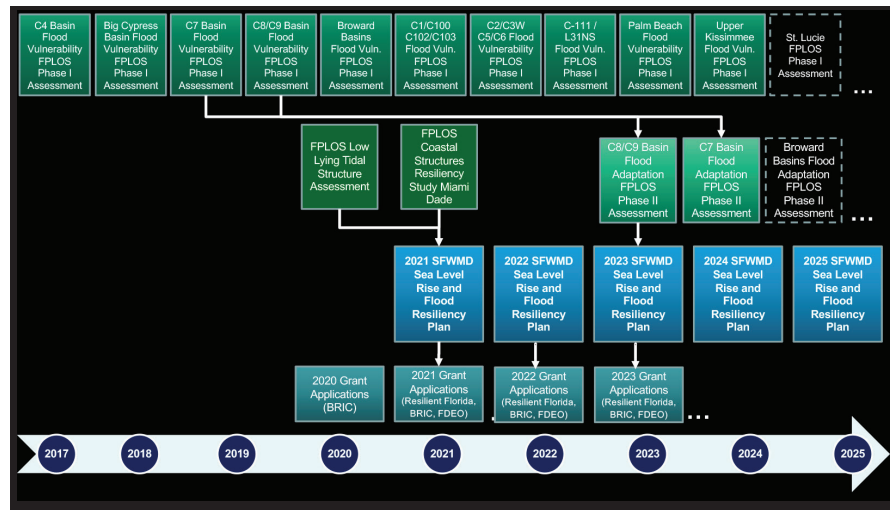 C4 Basin
Flood
Vulnerability
FPLOS
Phase I
Assessment
Big Cypress
Basin Flood
Vulnerability
FPLOS
Phase I
Assessment
C7 Basin
Flood
Vulnerability
FPLOS
Phase I
Assessment
C8/C9 Basin
Flood
Vulnerability
FPLOS
Phase I
Assessment
Broward
Basins
Flood Vuln.
FPLOS
Phase I
Assessment
C1/C100
C102/C103
Flood Vuln.
FPLOS
Phase I
Assessment
C2/C3W
C5/C6 Flood
Vulnerability
FPLOS
Phase I
Assessment
C-111 /
L31NS
Flood Vuln.
FPLOS
Phase I
Assessment
Palm Beach
Flood
Vulnerability
FPLOS
Phase I
Assessment
Upper
Kissimmee
Flood Vuln.
FPLOS
Phase I
Assessment
St. Lucie
FPLOS
Phase I
Assessment
...
FPLOS Low
Lying Tidal
Structure
Assessment
FPLOS
Coastal
Structures
Resiliency
Study Miami
Dade
C8/C9 Basin
Flood
Adaptation
FPLOS
Phase II
Assessment
C7 Basin
Flood
Adaptation
FPLOS
Phase II
Assessment
Broward
Basins Flood
Adaptation
FPLOS
Phase II
Assessment
...
2021 SFWMD
Sea Level
Rise and
Flood
Resiliency
Plan
2022 SFWMD
Sea Level
Rise and
Flood
Resiliency
Plan
2023 SFWMD
Sea Level
Rise and
Flood
Resiliency
Plan
2024 SFWMD
Sea Level
Rise and
Flood
Resiliency
Plan
2025 SFWMD
Sea Level
Rise and
Flood
Resiliency
Plan
2020 Grant
Applications
(BRIC)
2021 Grant
Applications
(Resilient Florida,
BRIC, FDEO)
2022 Grant
Applications
(Resilient Florida,
BRIC, FDEO)
2023 Grant
Applications
(Resilient Florida,
BRIC, FDEO)
...
2017
2018
2019
2020
2021
2022
2023
2024
2025